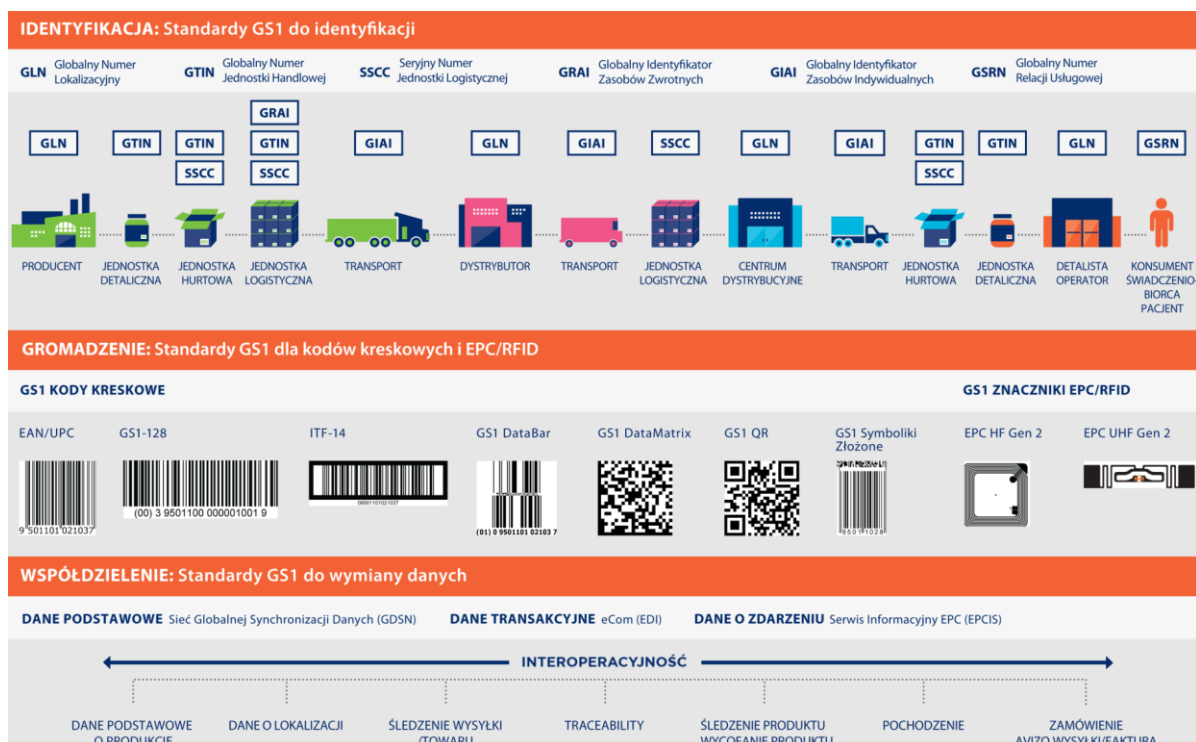 IDENTYFIKACJA: Standardy GS1 do identyfikacji
GLN Globalny Numer Lokalizacyjny
GTIN Globalny Numer Jednostki Handlowej
SSCC Seryjny Numer Jednostki Logistycznej
GRAI Globalny Identyfikator Zasobów Zwrotnych
GIAI Globalny Identyfikator Zasobów Indywidualnych
GSRN Globalny Numer Relacji Usługowej
GRAI
GLN GTIN GTIN GTIN GIAI GLN GIAI SSCC GLN GIAI GTIN GTIN GLN GSRN
SSCC SSCC SSCC
PRODUCENT
JEDNOSTKA DETALICZNA
JEDNOSTKA HURTOWA
JEDNOSTKA LOGISTYCZNA
TRANSPORT
DYSTRYBUTOR
TRANSPORT
JEDNOSTKA LOGISTYCZNA
CENTRUM DYSTRYBUCYJNE
TRANSPORT
JEDNOSTKA HURTOWA
JEDNOSTKA DETALICZNA
DETALISTA OPERATOR
KONSUMENT
ŚWIADCZENIO-
BIORCA
PACJENT
GROMADZENIE: Standardy GS1 dla kodów kreskowych i EPC/RFID
GS1 KODY KRESKOWE
GS1 ZNACZNIKI EPC/RFID
EAN/UPC
GS1-128
ITF-14
GS1 DataBar
GS1 DataMatrix
GS1 QR
GS1 Symboliki Złożone
EPC HF Gen 2
EPC UHF Gen 2
9 501101 021037
(00) 3 9501100 000001001 9
(01) 0 9501101 02103 7
WSPÓŁDZIELENIE: Standardy GS1 do wymiany danych
DANE PODSTAWOWE Sieć Globalnej Synchronizacji Danych (GDSN)
DANE TRANSAKCYJNE eCom (EDI)
DANE O ZDARZENIU Serwis Informacyjny EPC (EPCIS)
INTEROPERACYJNOŚĆ
DANE PODSTAWOWE
O PRODUKCIE
DANE O LOKALIZACJI
ŚLEDZENIE WYSYŁKI
/TOWARU
TRACEABILITY
ŚLEDZENIE PRODUKTU
WYCOFANIE PRODUKTU
POCHODZENIE
ZAMÓWIENIE
AVIZO WYSYŁKI/FAKTURA